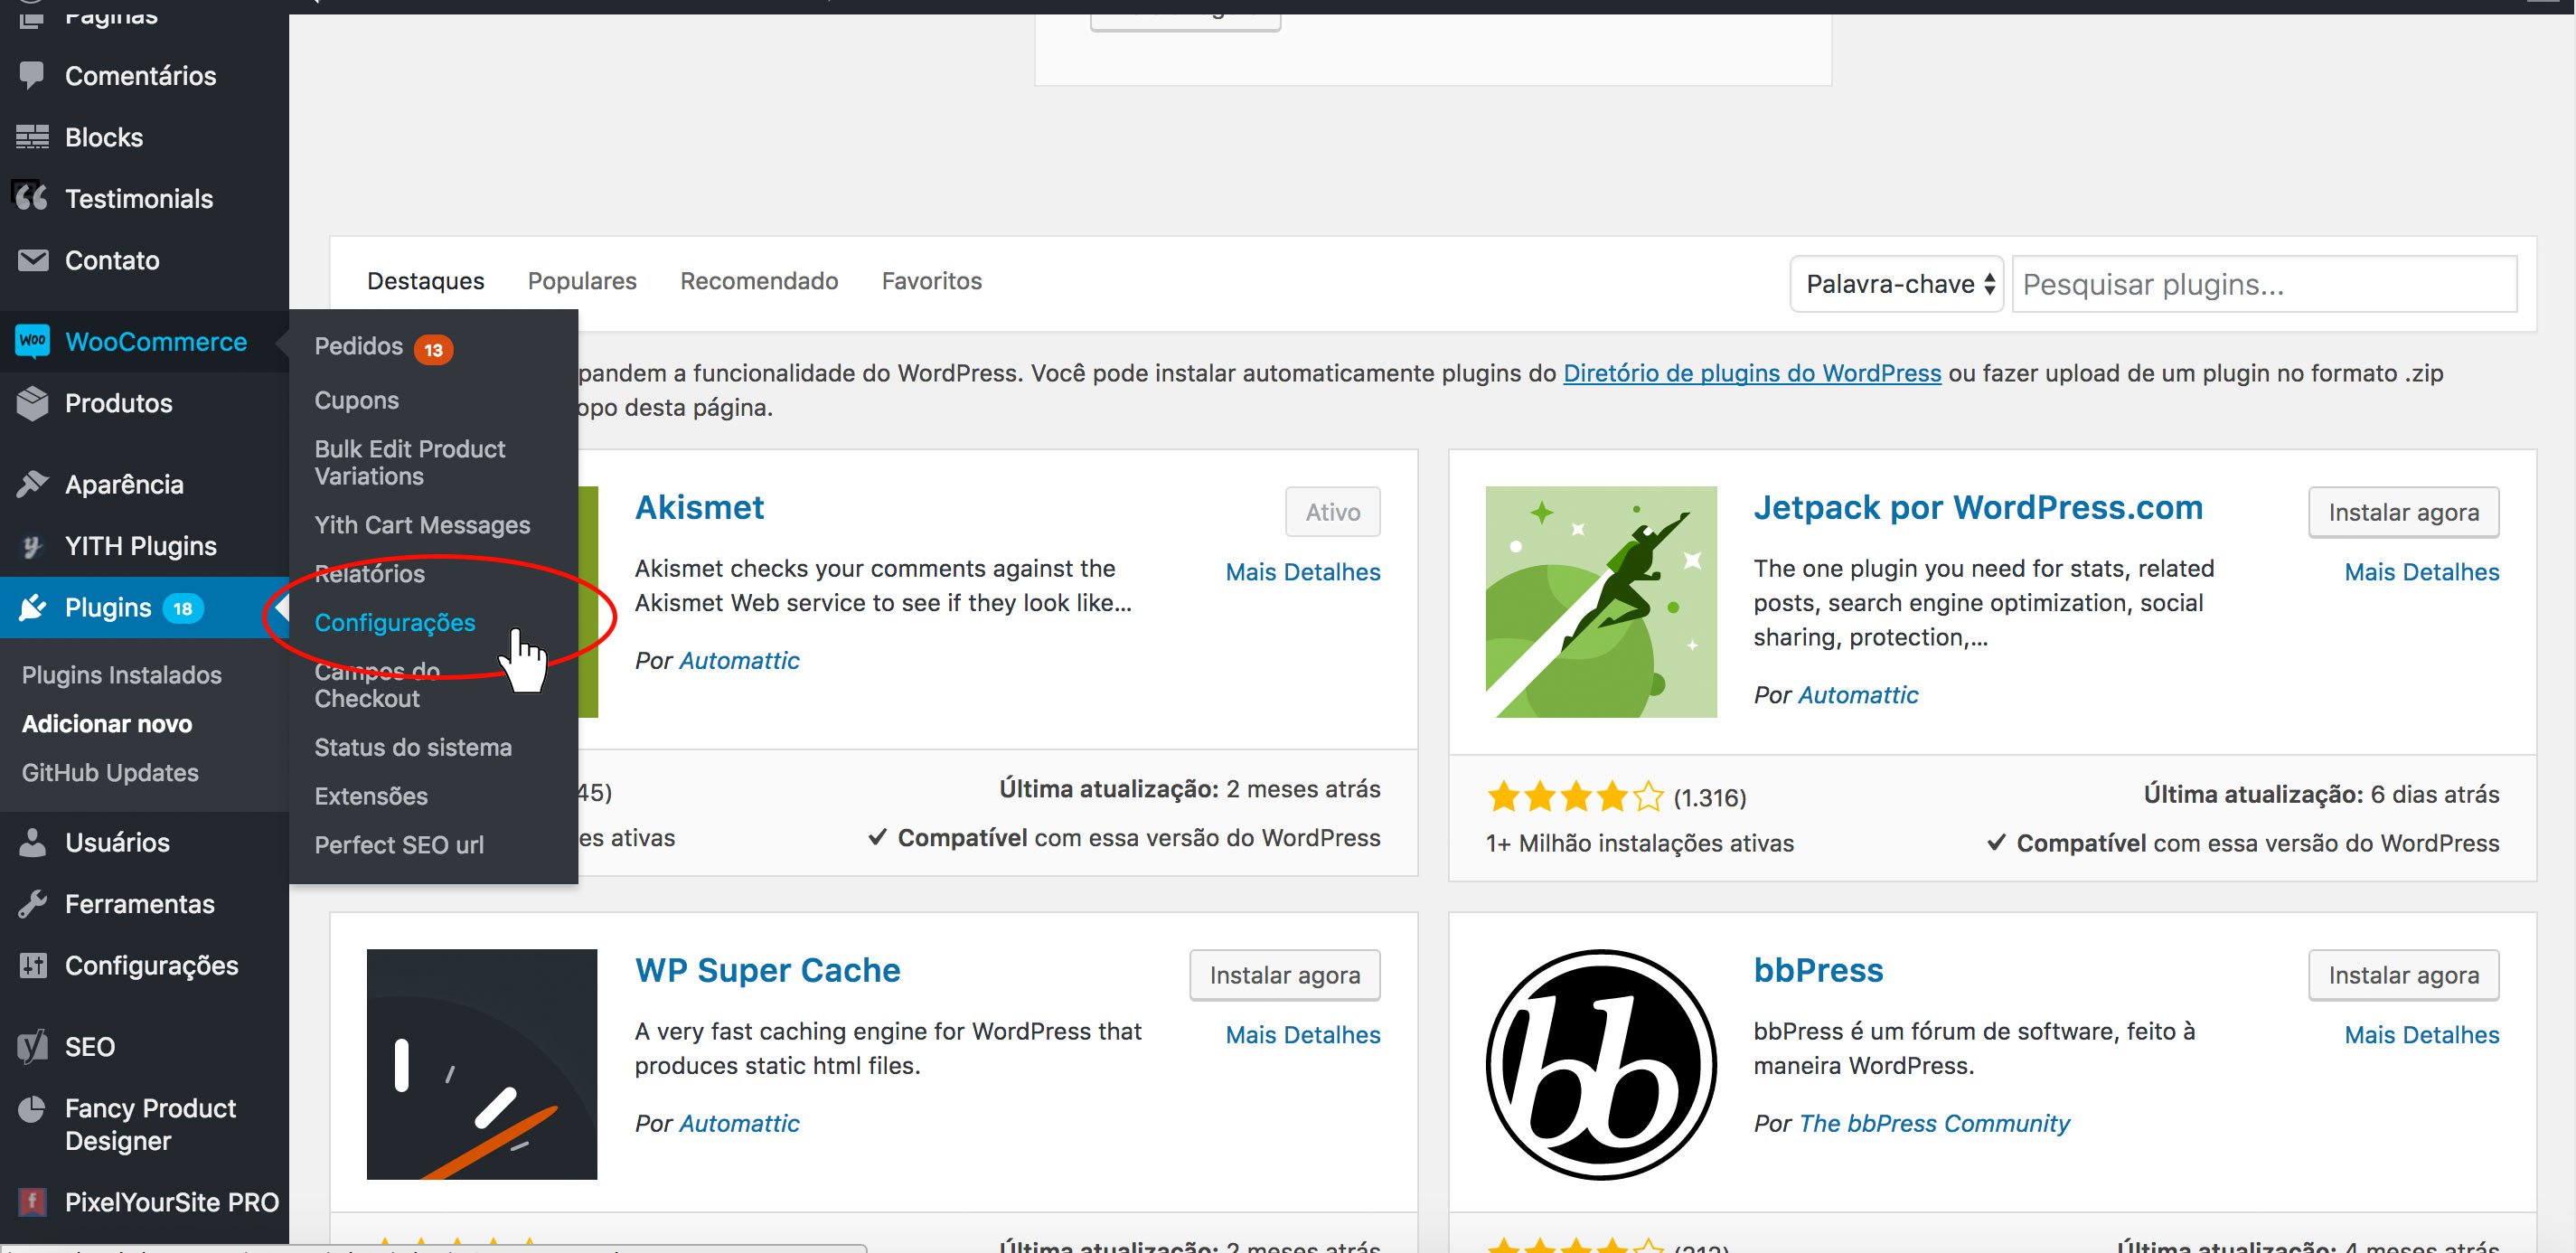 Páginas
Comentários
Blocks
Testimonials
Contato
WooCommerce
Produtos
Aparência
YITH Plugins
Plugins 18
Plugins Instalados
Adicionar novo
GitHub Updates
Usuários
Ferramentas
Configurações
SEO
Fancy Product
Designer
PixelYourSite PRO
Pedidos 13
Cupons
Bulk Edit Product
Variations
Yith Cart Messages
Relatórios
Configurações
Campos do
Checkout
Status do sistema
Extensões
Perfect SEO url
Destaques Populares Recomendado Favoritos
Palavra-chave Pesquisar plugins...
pandem a funcionalidade do WordPress. Você pode instalar automaticamente plugins do Diretório de plugins do WordPress ou fazer upload de um plugin no formato .zip
opo desta página.
Akismet
Ativo
Mais Detalhes
Akismet checks your comments against the
Akismet Web service to see if they look like...
Por Automattic
45)
Última atualização: 2 meses atrás
es ativas
Compatível com essa versão do WordPress
Jetpack por WordPress.com
Instalar agora
Mais Detalhes
The one plugin you need for stats, related
posts, search engine optimization, social
sharing, protection,...
Por Automattic
(1.316)
Última atualização: 6 dias atrás
1+ Milhão instalações ativas
Compatível com essa versão do WordPress
WP Super Cache
Instalar agora
Mais Detalhes
A very fast caching engine for WordPress that
produces static html files.
Por Automattic
Última atualização: 2 meses atrás
bb
bbPress
Instalar agora
Mais Detalhes
bbPress é um fórum de software, feito à
maneira WordPress.
Por The bbPress Community
Última atualização: 4 meses atrás